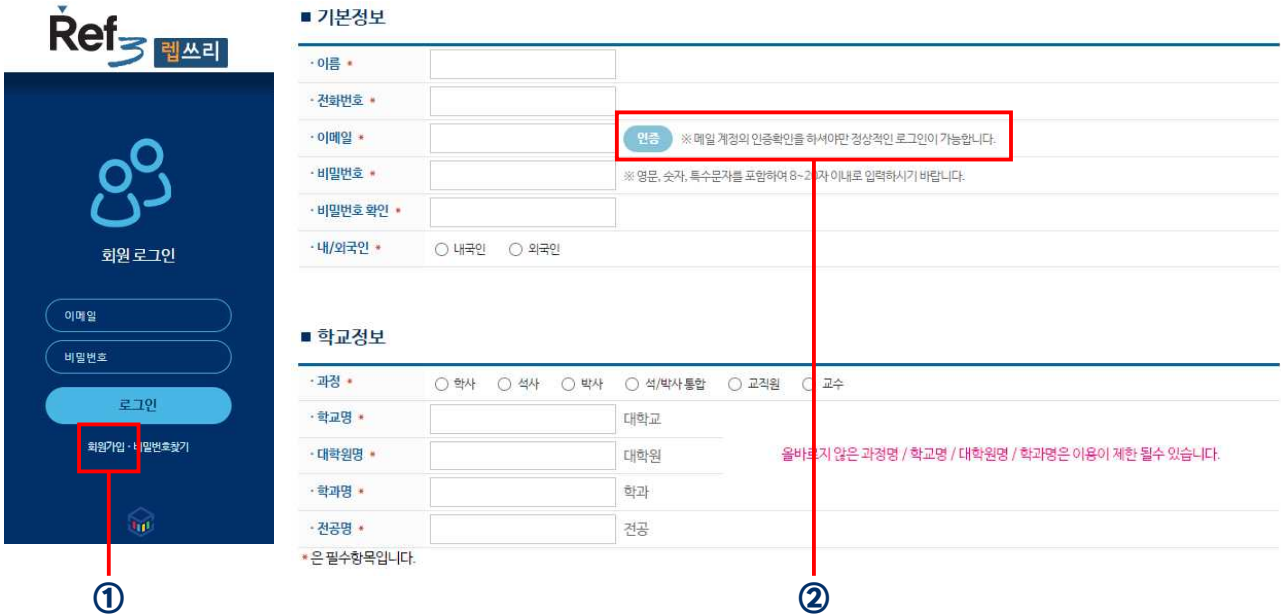 Ref3 렙쓰리
회원 로그인
이메일
비밀번호
로그인
회원가입 · 비밀번호찾기
①
■ 기본정보
· 이름 *
· 전화번호 *
· 이메일 * 인증 ※ 메일 계정의 인증확인을 하셔야만 정상적인 로그인이 가능합니다.
· 비밀번호 * ※ 영문, 숫자, 특수문자를 포함하여 8~20자 이내로 입력하시기 바랍니다.
· 비밀번호 확인 *
· 내/외국인 * 내국인 외국인
■ 학교정보
· 과정 * 학사 석사 박사 석/박사 통합 교직원 교수
· 학교명 * 대학교
· 대학원명 * 대학원 올바르지 않은 과정명 / 학교명 / 대학원명 / 학과명은 이용이 제한 될수 있습니다.
· 학과명 * 학과
· 전공명 * 전공
* 은 필수항목입니다.
②